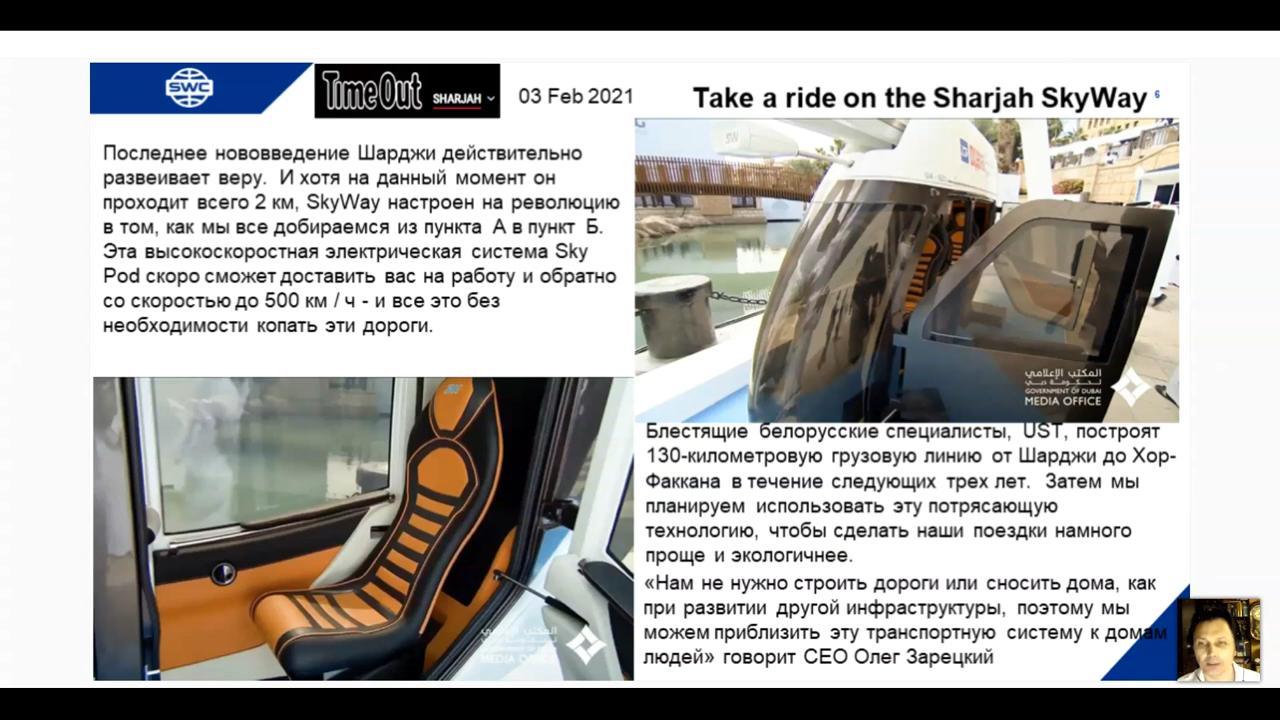 SWC
TimeOut SHARJAH
03 Feb 2021
Take a ride on the Sharjah SkyWay 6
Последнее нововведение Шарджи действительно
развеивает веру. И хотя на данный момент он
проходит всего 2 км, SkyWay настроен на революцию
в том, как мы все добираемся из пункта А в пункт Б.
Эта высокоскоростная электрическая система Sky
Pod скоро сможет доставить вас на работу и обратно
со скоростью до 500 км / ч - и все это без
необходимости копать эти дороги.
المكتب الإعلامي
لحكومة دبي
GOVERNMENT OF DUBAI
MEDIA OFFICE
Блестящие белорусские специалисты, UST, построят
130-километровую грузовую линию от Шарджи до Хор-
Факкана в течение следующих трех лет. Затем мы
планируем использовать эту потрясающую
технологию, чтобы сделать наши поездки намного
проще и экологичнее.
«Нам не нужно строить дороги или сносить дома, как
при развитии другой инфраструктуры, поэтому мы
можем приблизить эту транспортную систему к домам
людей» говорит CEO Олег Зарецкий
المكتب الإعلامي
MEDIA OFFICE